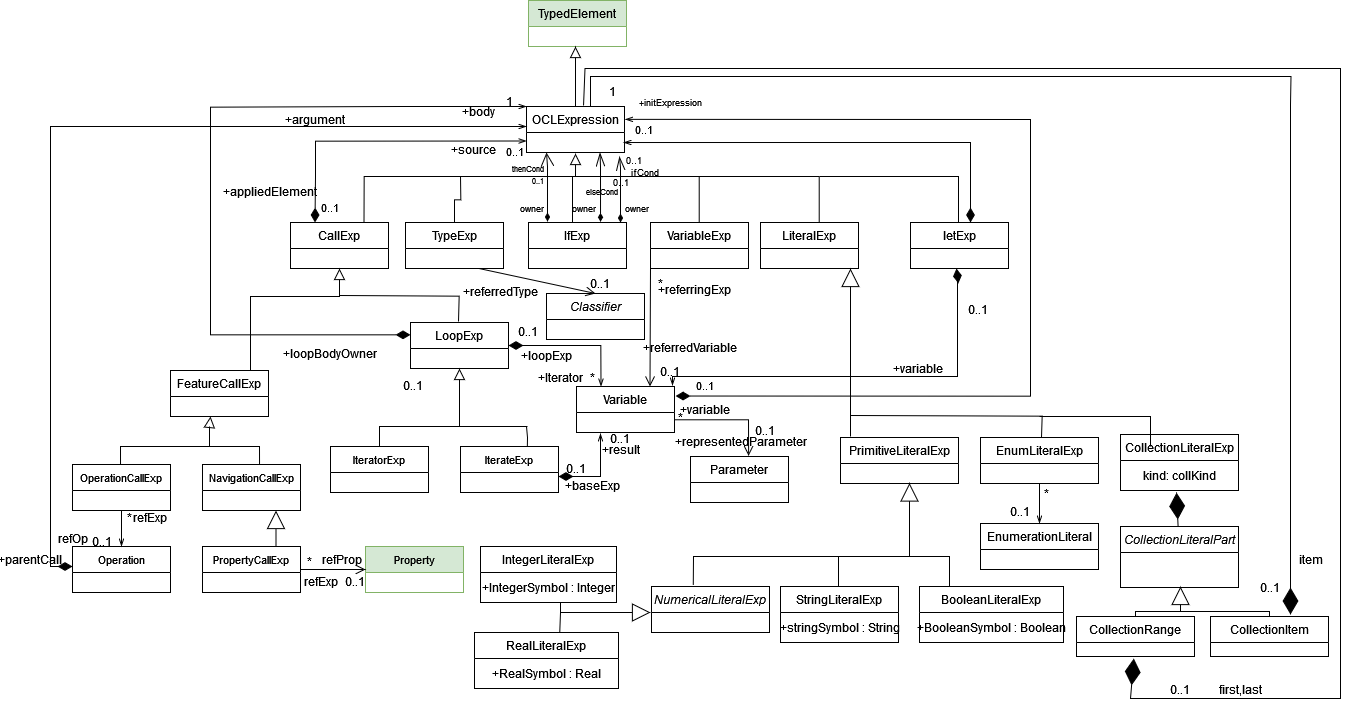 TypedElement
1
1
+initExpression
+body
+argument
OCLExpression
0..1
+source
0..1
0..1
thenCond
ifCond
0..1
0..1
+appliedElement
elseCond
0..1
owner
owner
owner
CallExp
TypeExp
IfExp
VariableExp
LiteralExp
letExp
*
0..1
+referredType
+referringExp
Classifier
0..1
0..1
LoopExp
+loopBodyOwner
+loopExp
+referredVariable
0..1
+variable
+Iterator
*
FeatureCallExp
0..1
0..1
Variable
*
+variable
0..1
0..1
+representedParameter
+result
CollectionLiteralExp
PrimitiveLiteralExp
EnumLiteralExp
IteratorExp
IterateExp
0..1
Parameter
kind: collKind
OperationCallExp
NavigationCallExp
+baseExp
*
*refExp
0..1
refOp
0..1
EnumerationLiteral
CollectionLiteralPart
+parentCall
Operation
PropertyCallExp
*
refProp
Property
IntegerLiteralExp
item
refExp
0..1
+IntegerSymbol : Integer
0..1
NumericalLiteralExp
StringLiteralExp
BooleanLiteralExp
+stringSymbol : String
+BooleanSymbol : Boolean
CollectionRange
CollectionItem
RealLiteralExp
+RealSymbol : Real
0..1
first,last